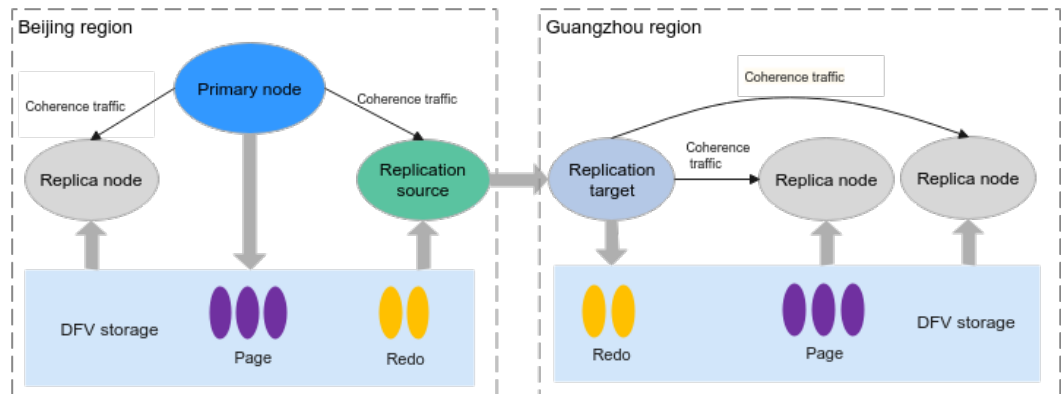 Beijing region
Primary node
Coherence traffic
Coherence traffic
Replica node
Replication
source
DFV storage
Page
Redo
Guangzhou region
Coherence traffic
Coherence
traffic
Replication
target
Replica node
Replica node
Redo
Page
DFV storage